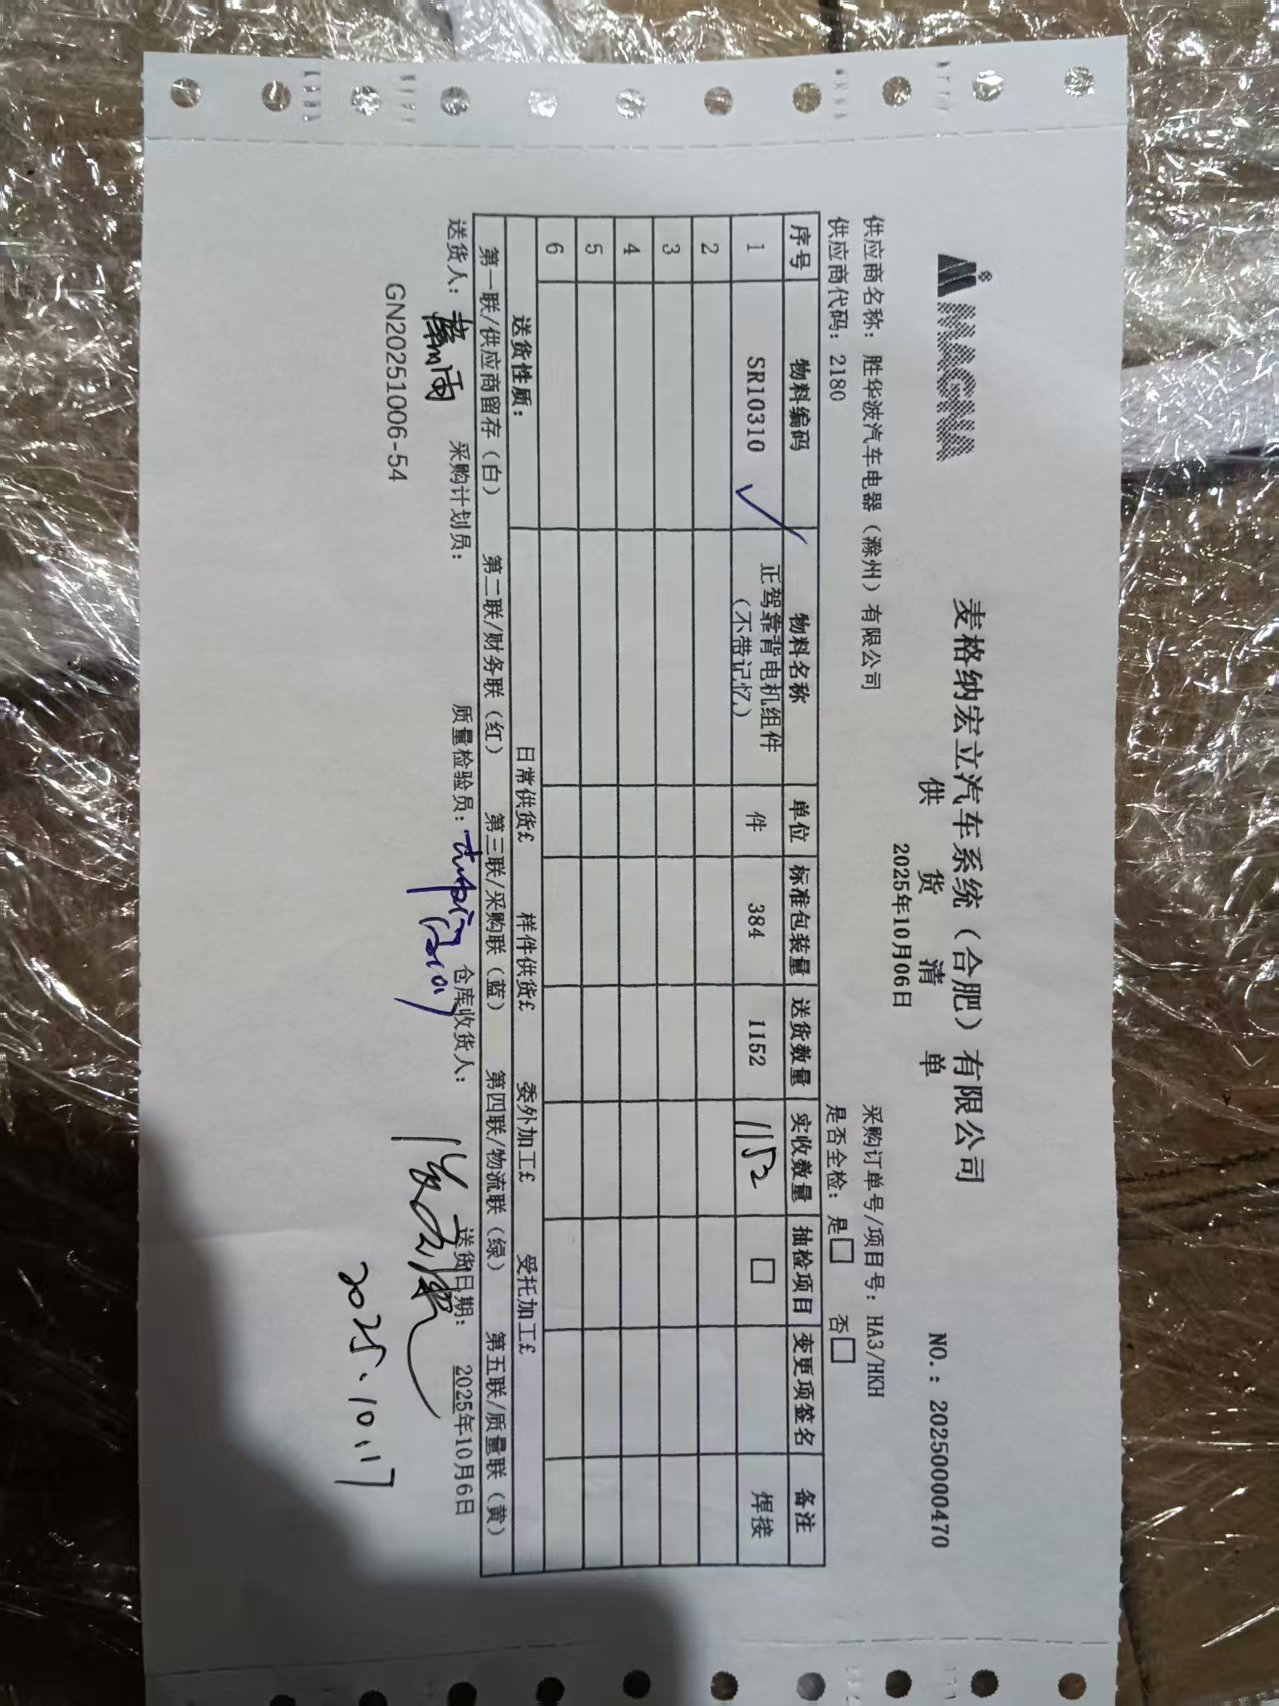 MAGNA
麦格纳宏立汽车系统（合肥）有限公司
供货清单
2025年10月06日
NO.：20250000470
供应商名称：胜华波汽车电器（滁州）有限公司
采购订单号/项目号：HA3/HKH
供应商代码：2180
是否全检：是□ 否□
序号 物料编码 物料名称 单位 标准包装量 送货数量 实收数量 抽检项目 变更项签名 备注
1 SR10310 正驾靠背电机组件（不带记忆） 件 384 1152 1152 □ 焊接
2
3
4
5
6
送货性质： 日常供货£ 样件供货£ 委外加工£ 受托加工£
第一联/供应商留存（白） 第二联/财务联（红） 第三联/采购联（蓝） 第四联/物流联（绿） 第五联/质量联（黄）
送货人： 采购计划员： 质量检验员： 仓库收货人： 送货日期： 2025年10月6日
GN20251006-54
2025.10.17